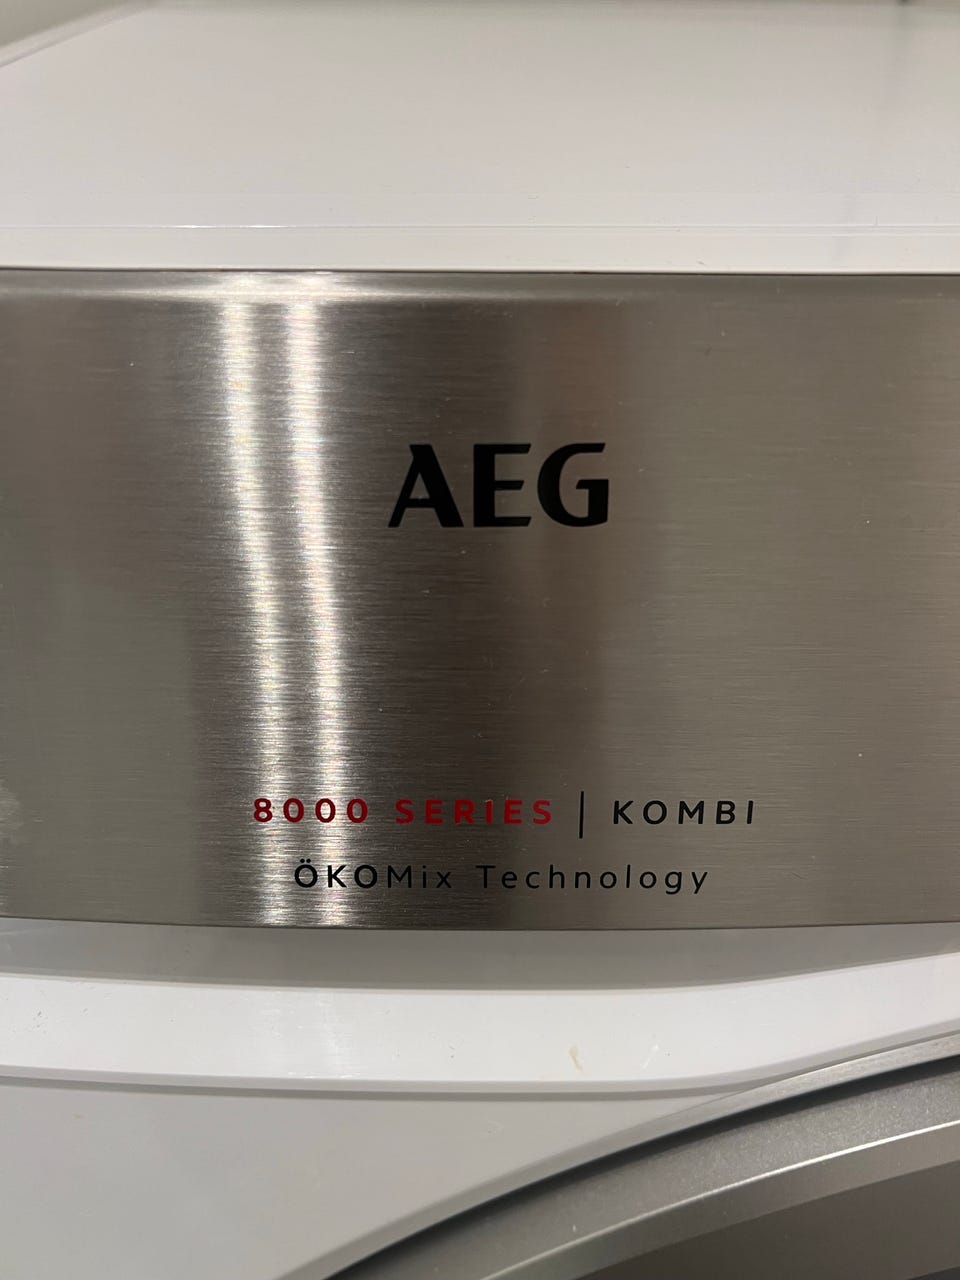 AEG
8000 SERIES | KOMBI
ÖKOMix Technology